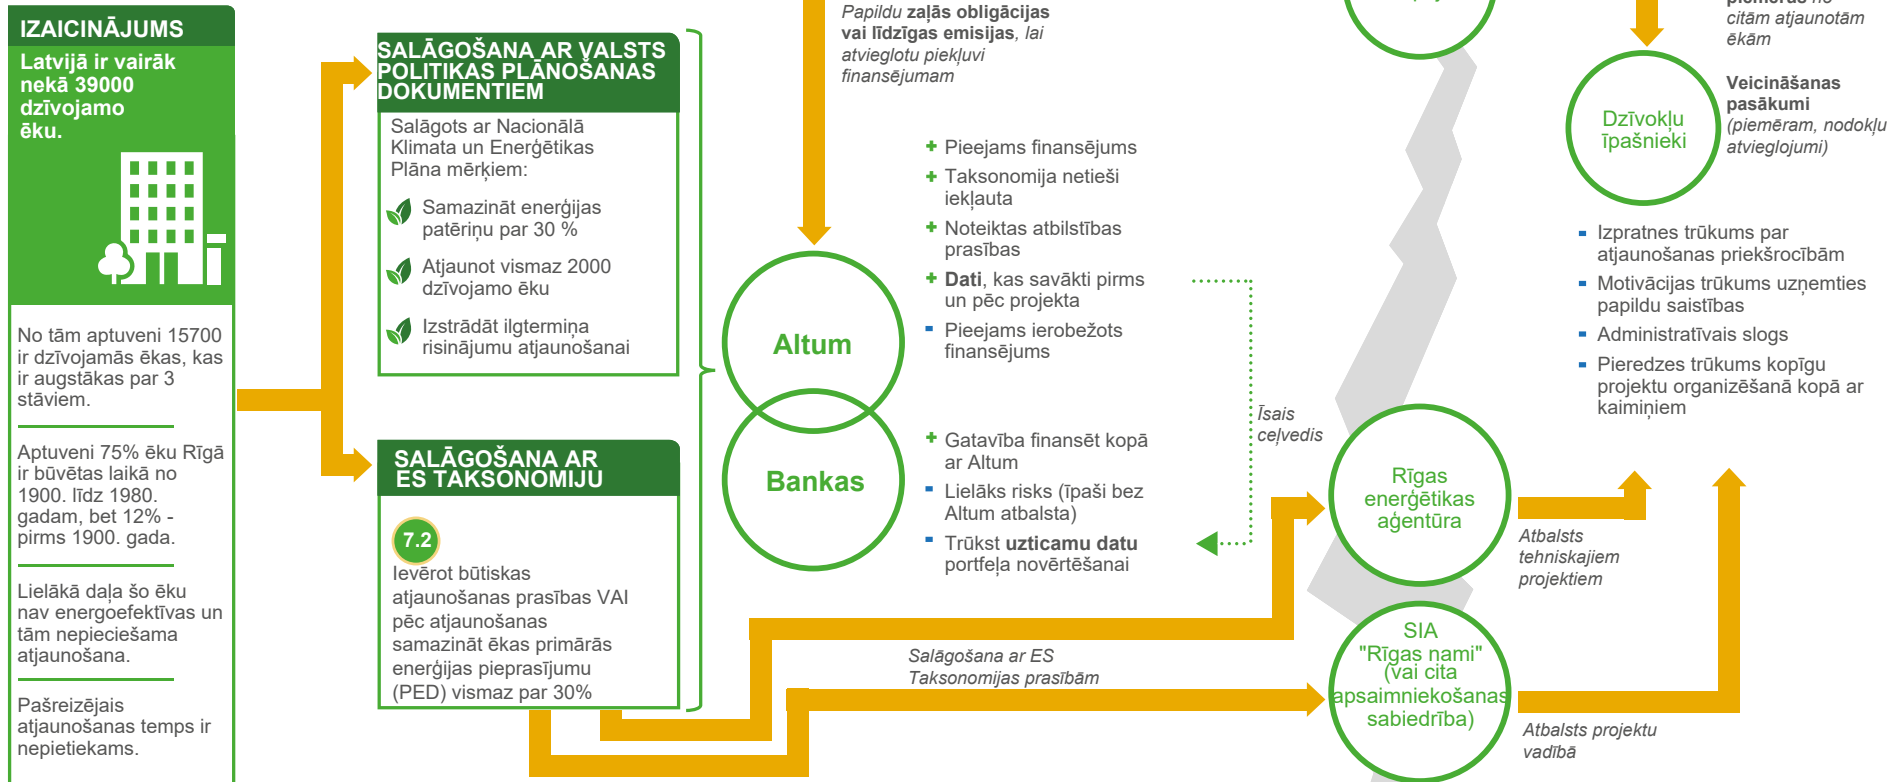 IZAICINĀJUMS
Latvijā ir vairāk
nekā 39000
dzīvojamo
ēku.
No tām aptuveni 15700
ir dzīvojamās ēkas, kas
ir augstākas par 3
stāviem.
Aptuveni 75% ēku Rīgā
ir būvētas laikā no
1900. līdz 1980.
gadam, bet 12% -
pirms 1900. gada.
Lielākā daļa šo ēku
nav energoefektīvas un
tām nepieciešama
atjaunošana.
Pašreizējais
atjaunošanas temps ir
nepietiekams.
SALĀGOŠANA AR VALSTS
POLITIKAS PLĀNOŠANAS
DOKUMENTIEM
Salāgots ar Nacionālā
Klimata un Enerģētikas
Plāna mērķiem:
Samazināt enerģijas
patēriņu par 30 %
Atjaunot vismaz 2000
dzīvojamo ēku
Izstrādāt ilgtermiņa
risinājumu atjaunošanai
SALĀGOŠANA AR
ES TAKSONOMIJU
7.2
Ievērot būtiskas
atjaunošanas prasības VAI
pēc atjaunošanas
samazināt ēkas primārās
enerģijas pieprasījumu
(PED) vismaz par 30%
Papildu zaļās obligācijas
vai līdzīgas emisijas, lai
atvieglotu piekļuvi
finansējumam
Altum
Bankas
+ Pieejams finansējums
+ Taksonomija netieši
iekļauta
+ Noteiktas atbilstības
prasības
+ Dati, kas savākti pirms
un pēc projekta
- Pieejams ierobežots
finansējums
+ Gatavība finansēt kopā
ar Altum
- Lielāks risks (īpaši bez
Altum atbalsta)
- Trūkst uzticamu datu
portfeļa novērtēšanai
Īsais
ceļvedis
Salāgošana ar ES
Taksonomijas prasībām
Rīgas
enerģētikas
aģentūra
SIA
"Rīgas nami"
(vai cita
apsaimniekošanas
sabiedrība)
Atbalsts
tehniskajiem
projektiem
Atbalsts projektu
vadībā
piemērus no
citām atjaunotām
ēkām
Dzīvokļu
īpašnieki
Veicināšanas
pasākumi
(piemēram, nodokļu
atvieglojumi)
- Izpratnes trūkums par
atjaunošanas priekšrocībām
- Motivācijas trūkums uzņemties
papildu saistības
- Administratīvais slogs
- Pieredzes trūkums kopīgu
projektu organizēšanā kopā ar
kaimiņiem